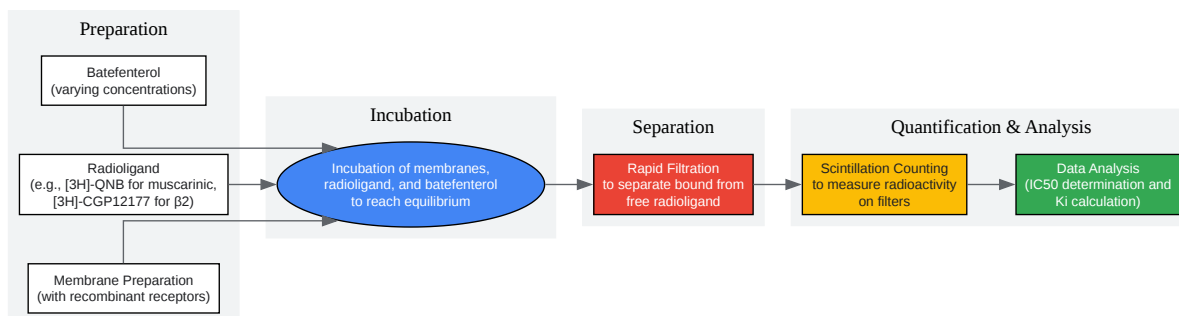 Preparation
Batefenterol
(varying concentrations)
Radioligand
(e.g., [3H]-QNB for muscarinic,
[3H]-CGP12177 for β2)
Membrane Preparation
(with recombinant receptors)
Incubation
Incubation of membranes,
radioligand, and batefenterol
to reach equilibrium
Separation
Rapid Filtration
to separate bound from
free radioligand
Quantification & Analysis
Scintillation Counting
to measure radioactivity
on filters
Data Analysis
(IC50 determination and
Ki calculation)